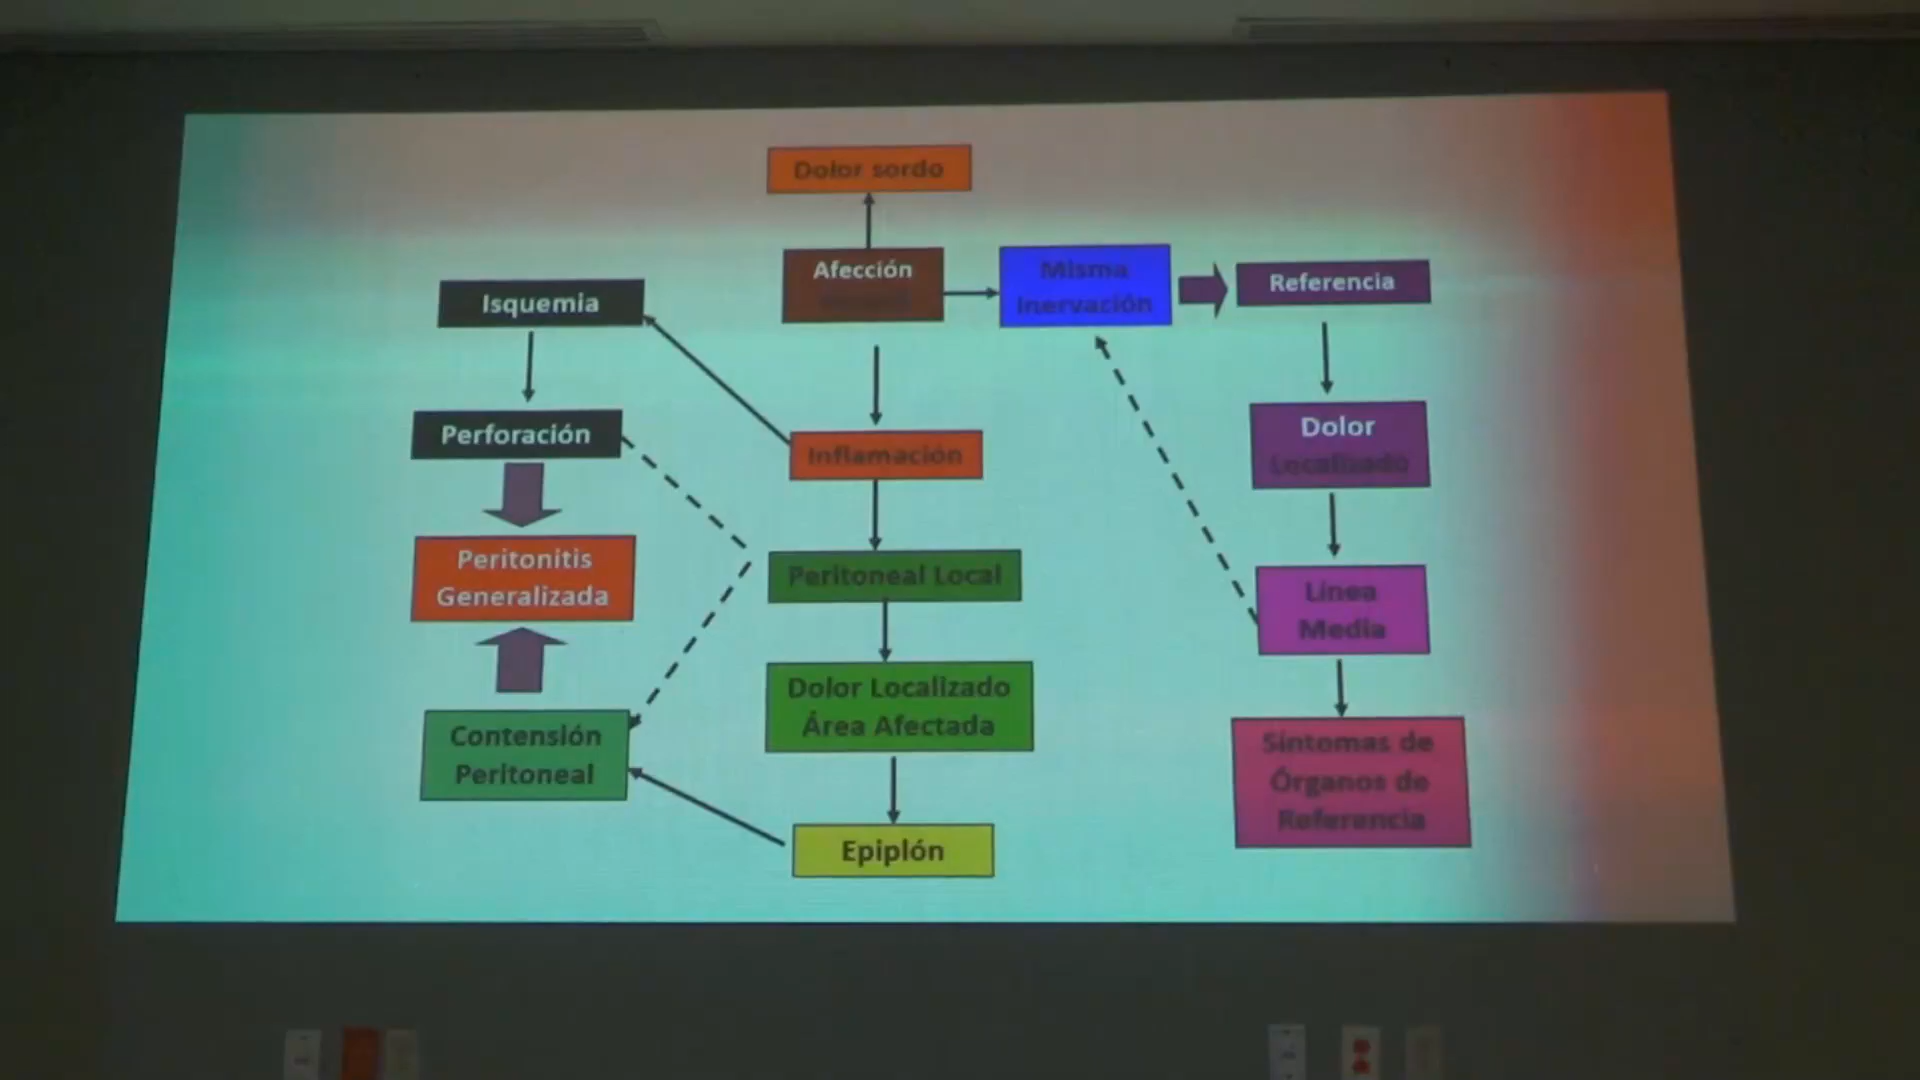 Dolor sordo
Afección
Misma
Inervación
Referencia
Isquemia
Perforación
Inflamación
Dolor
Localizado
Peritonitis
Generalizada
Peritoneal Local
Línea
Media
Dolor Localizado
Área Afectada
Contensión
Peritoneal
Síntomas de
Órganos de
Referencia
Epiplón